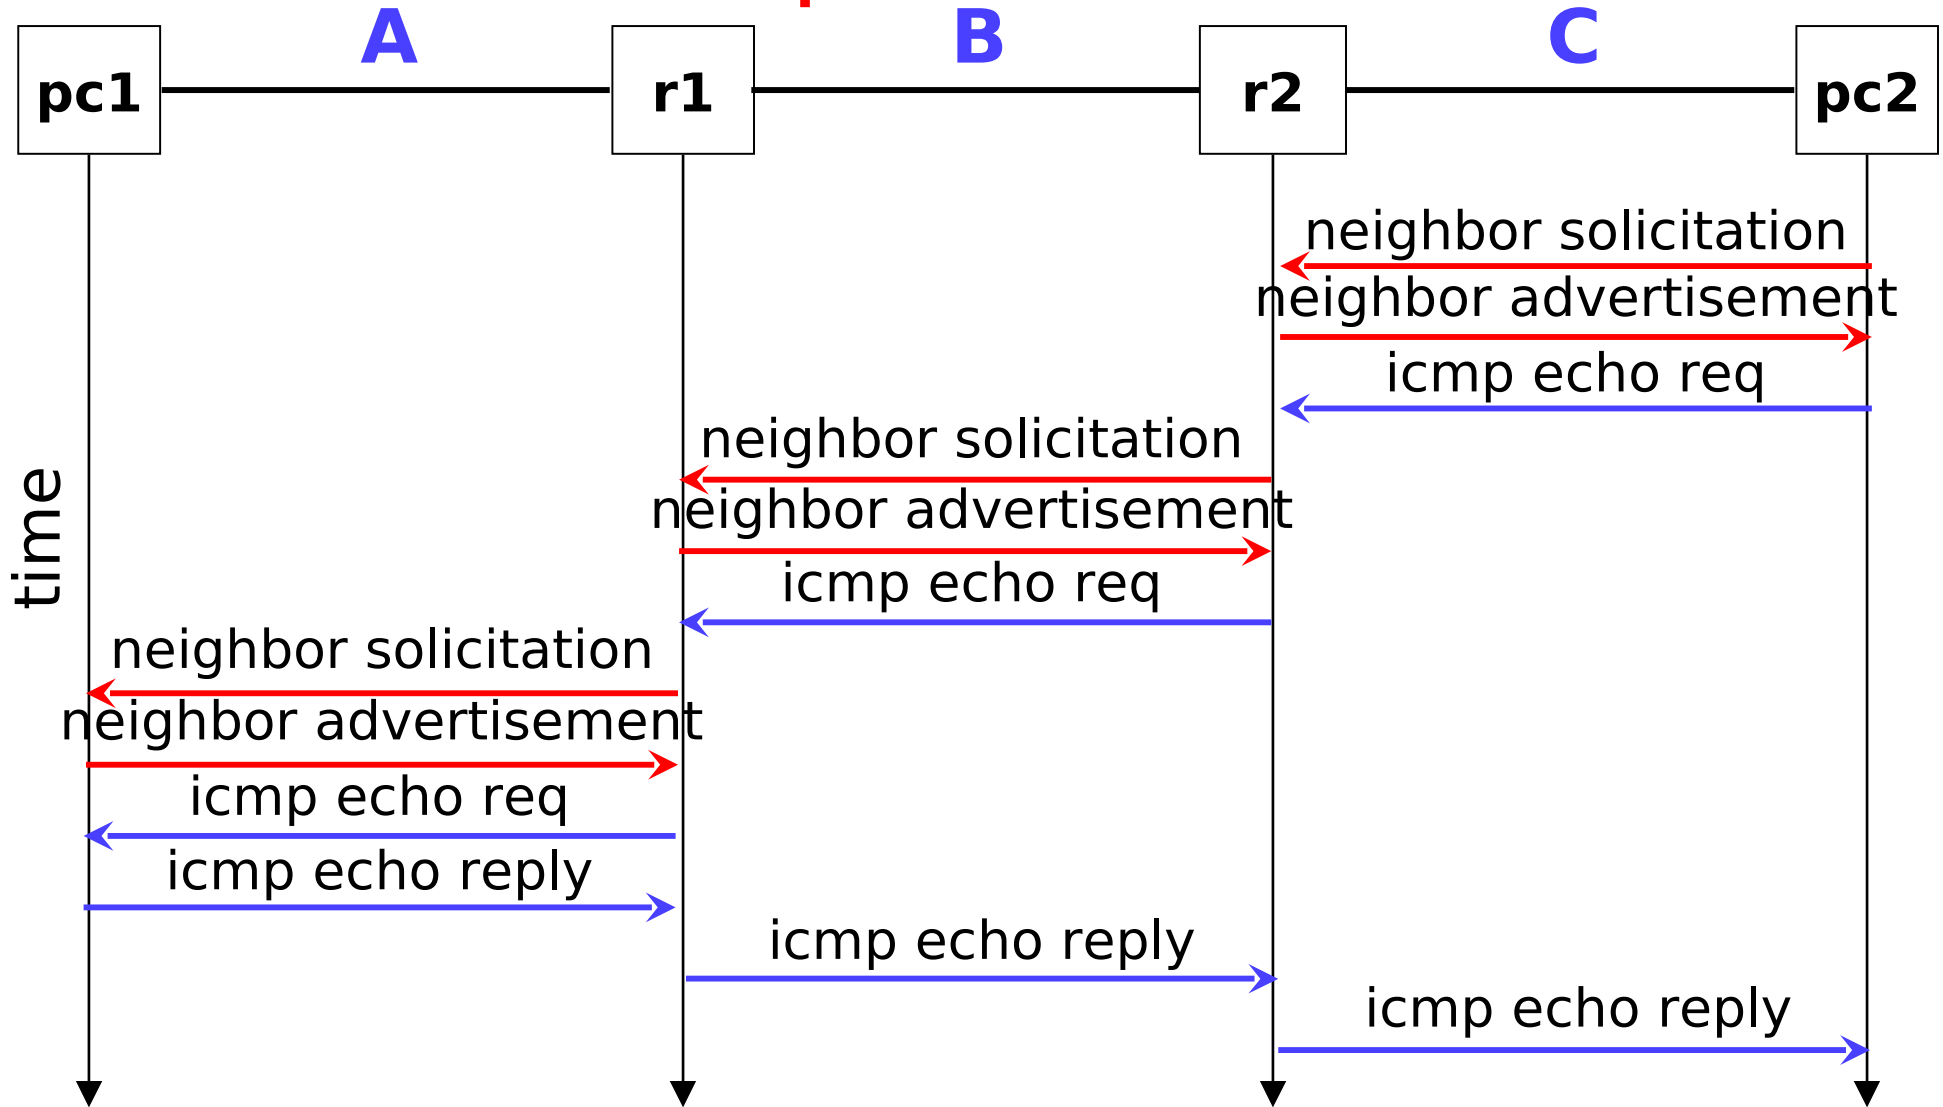 A
B
C
pc1
r1
r2
pc2
neighbor solicitation
neighbor advertisement
icmp echo req
neighbor solicitation
neighbor advertisement
icmp echo req
time
neighbor solicitation
neighbor advertisement
icmp echo req
icmp echo reply
icmp echo reply
icmp echo reply